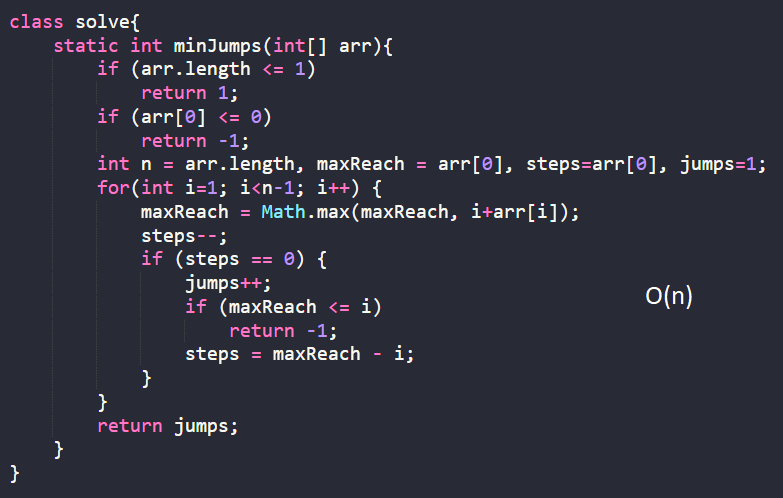 class solve{
    static int minJumps(int[] arr){
        if (arr.length <= 1)
            return 1;
        if (arr[0] <= 0)
            return -1;
        int n = arr.length, maxReach = arr[0], steps=arr[0], jumps=1;
        for(int i=1; i<n-1; i++) {
            maxReach = Math.max(maxReach, i+arr[i]);
            steps--;
            if (steps == 0) {
                jumps++;
                if (maxReach <= i)
                    return -1;
                steps = maxReach - i;
            }
        }
        return jumps;
    }
}
O(n)